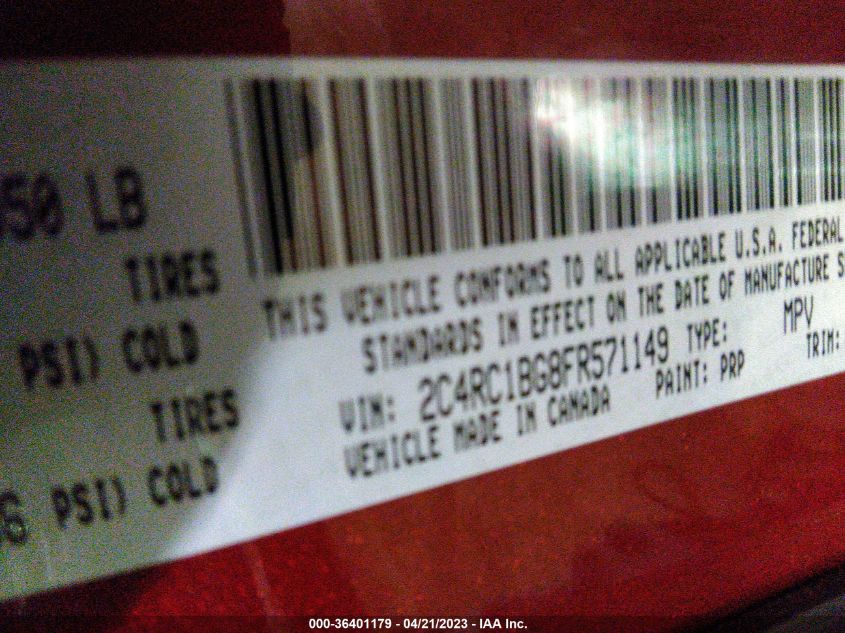 950 LB
TIRES
PSI) COLD
TIRES
PSI) COLD
THIS VEHICLE CONFORMS TO ALL APPLICABLE U.S.A. FEDERAL
STANDARDS IN EFFECT ON THE DATE OF MANUFACTURE S
VIN: 2C4RC1BG8FR571149 TYPE: MPV
VEHICLE MADE IN CANADA PAINT: PRP TRIM:
000-36401179 - 04/21/2023 - IAA Inc.